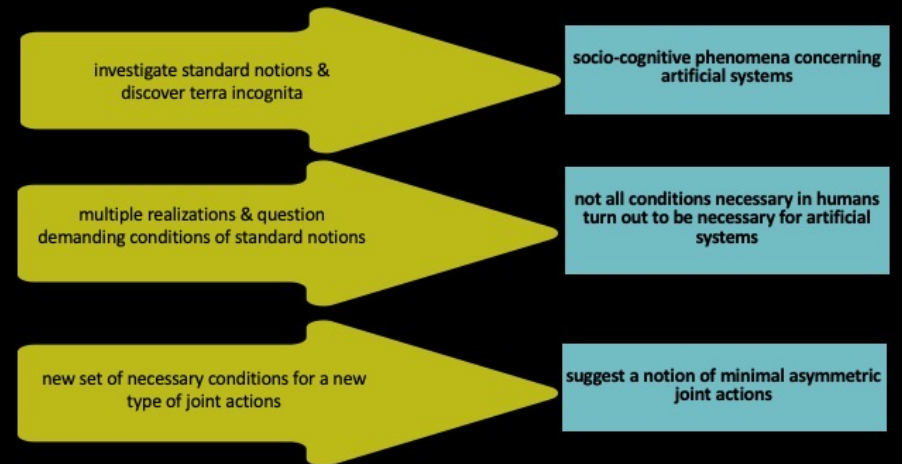 investigate standard notions &
discover terra incognita
socio-cognitive phenomena concerning
artificial systems
multiple realizations & question
demanding conditions of standard notions
not all conditions necessary in humans
turn out to be necessary for artificial
systems
new set of necessary conditions for a new
type of joint actions
suggest a notion of minimal asymmetric
joint actions